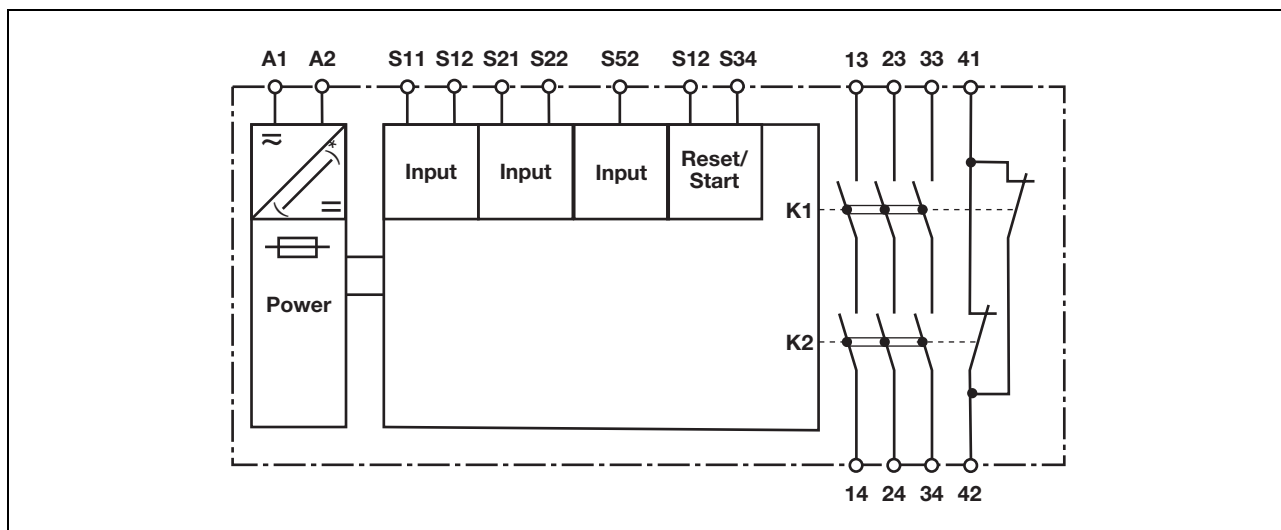 A1 A2 S11 S12 S21 S22 S52 S12 S34 13 23 33 41
Input Input Input Reset/
Start
K1
Power
K2
14 24 34 42